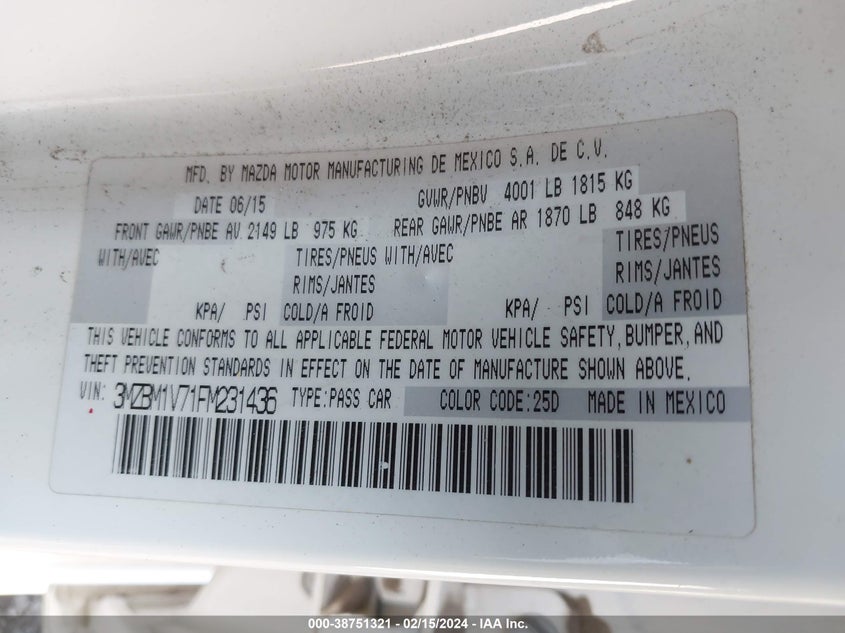 MFD. BY MAZDA MOTOR MANUFACTURING DE MEXICO S.A. DE C.V.
DATE 06/15 GVWR/PNBV 4001 LB 1815 KG
FRONT GAWR/PNBE AV 2149 LB 975 KG REAR GAWR/PNBE AR 1870 LB 848 KG
WITH/AVEC TIRES/PNEUS WITH/AVEC TIRES/PNEUS
RIMS/JANTES RIMS/JANTES
KPA/ PSI COLD/A FROID KPA/ PSI COLD/A FROID
THIS VEHICLE CONFORMS TO ALL APPLICABLE FEDERAL MOTOR VEHICLE SAFETY, BUMPER, AND
THEFT PREVENTION STANDARDS IN EFFECT ON THE DATE OF MANUFACTURE SHOWN ABOVE.
VIN: 3MZBM1V71FM231436 TYPE: PASS CAR COLOR CODE: 25D MADE IN MEXICO
000-38751321 - 02/15/2024 - IAA Inc.